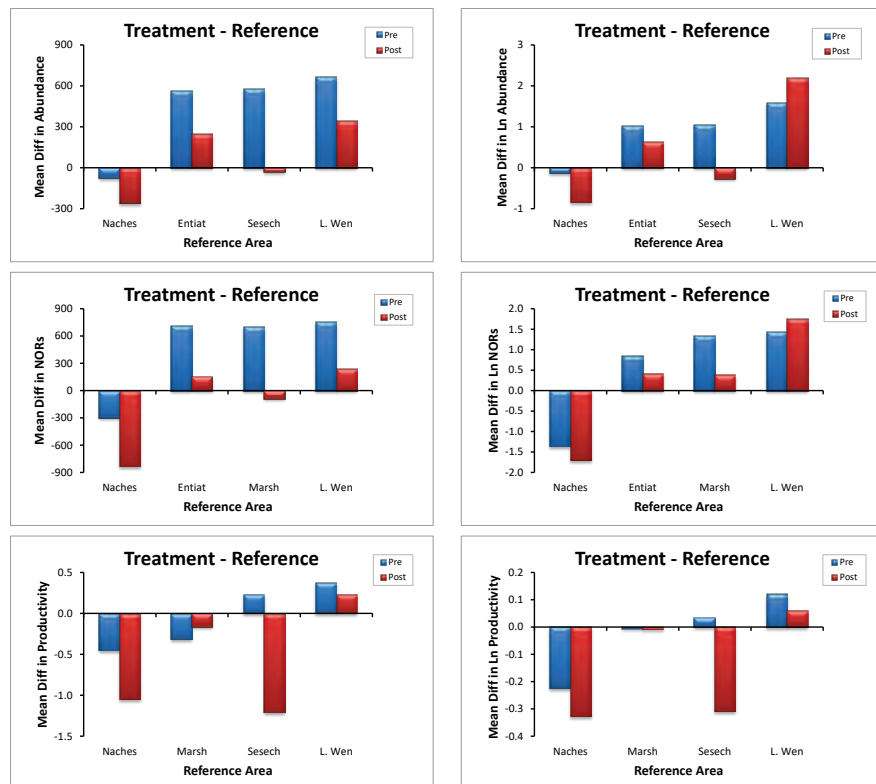 Treatment - Reference
Pre
Post
Mean Diff in Abundance
900
600
300
0
-300
Naches Entiat Sesech L. Wen
Reference Area
Treatment - Reference
Pre
Post
Mean Diff in Ln Abundance
3
2
1
0
-1
Naches Entiat Sesech L. Wen
Reference Area
Treatment - Reference
Pre
Post
Mean Diff in NORs
900
600
300
0
-300
-600
-900
Naches Entiat Marsh L. Wen
Reference Area
Treatment - Reference
Pre
Post
Mean Diff in Ln NORs
2.0
1.5
1.0
0.5
0.0
-0.5
-1.0
-1.5
-2.0
Naches Entiat Marsh L. Wen
Reference Area
Treatment - Reference
Pre
Post
Mean Diff in Productivity
0.5
0.0
-0.5
-1.0
-1.5
Naches Marsh Sesech L. Wen
Reference Area
Treatment - Reference
Pre
Post
Mean Diff in Ln Productivity
0.2
0.1
0.0
-0.1
-0.2
-0.3
-0.4
Naches Marsh Sesech L. Wen
Reference Area